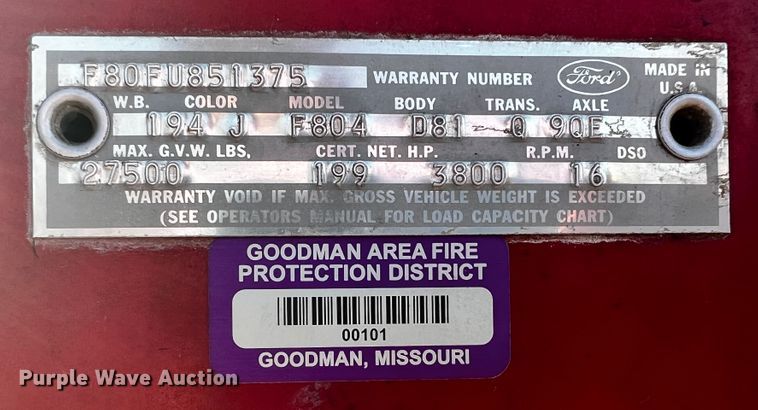 F80FU851375 WARRANTY NUMBER Ford MADE IN U.S.A.
W.B. COLOR MODEL BODY TRANS. AXLE
194 J F804 D81 Q 9QE
MAX. G.V.W. LBS, CERT. NET. H.P. R.P.M. DSO
27500 199 3800 16
WARRANTY VOID IF MAX. GROSS VEHICLE WEIGHT IS EXCEEDED
(SEE OPERATORS MANUAL FOR LOAD CAPACITY CHART)
GOODMAN AREA FIRE
PROTECTION DISTRICT
00101
GOODMAN, MISSOURI
Purple Wave Auction